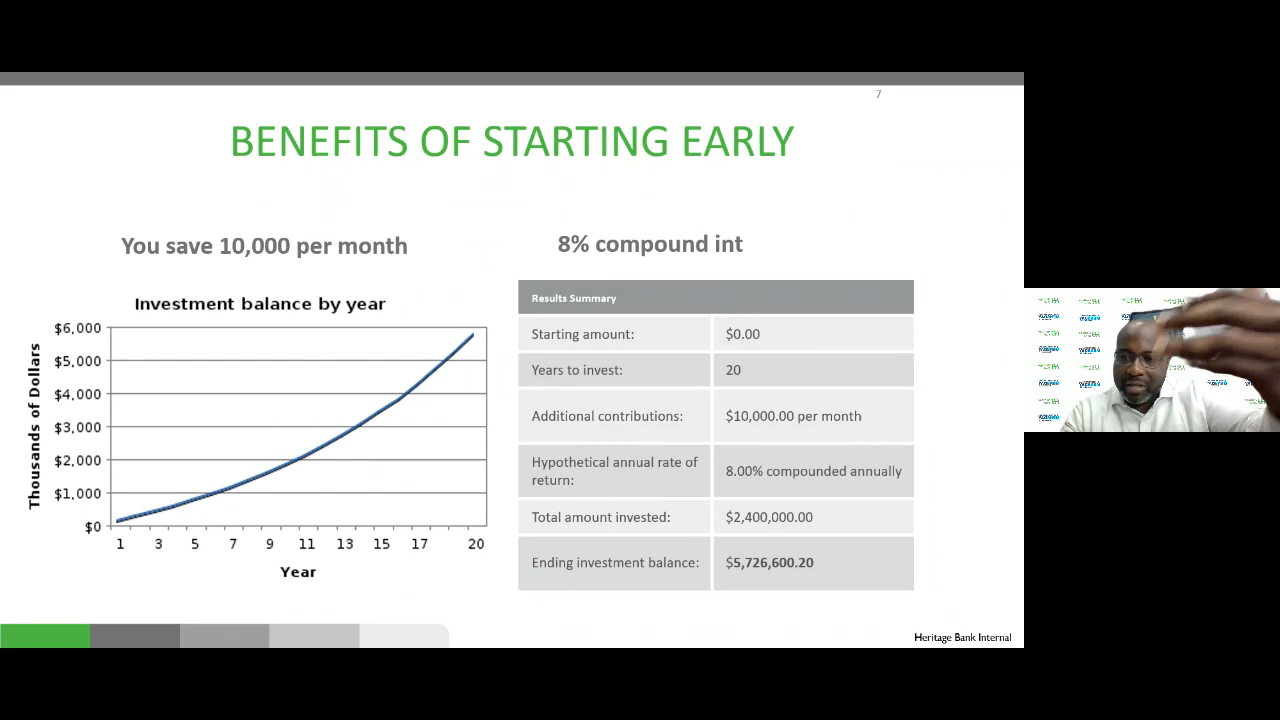 7
BENEFITS OF STARTING EARLY
You save 10,000 per month
8% compound int
Investment balance by year
Thousands of Dollars
$6,000
$5,000
$4,000
$3,000
$2,000
$1,000
$0
1 3 5 7 9 11 13 15 17 20
Year
Results Summary
Starting amount: $0.00
Years to invest: 20
Additional contributions: $10,000.00 per month
Hypothetical annual rate of
return: 8.00% compounded annually
Total amount invested: $2,400,000.00
Ending investment balance: $5,726,600.20
Heritage Bank Internal